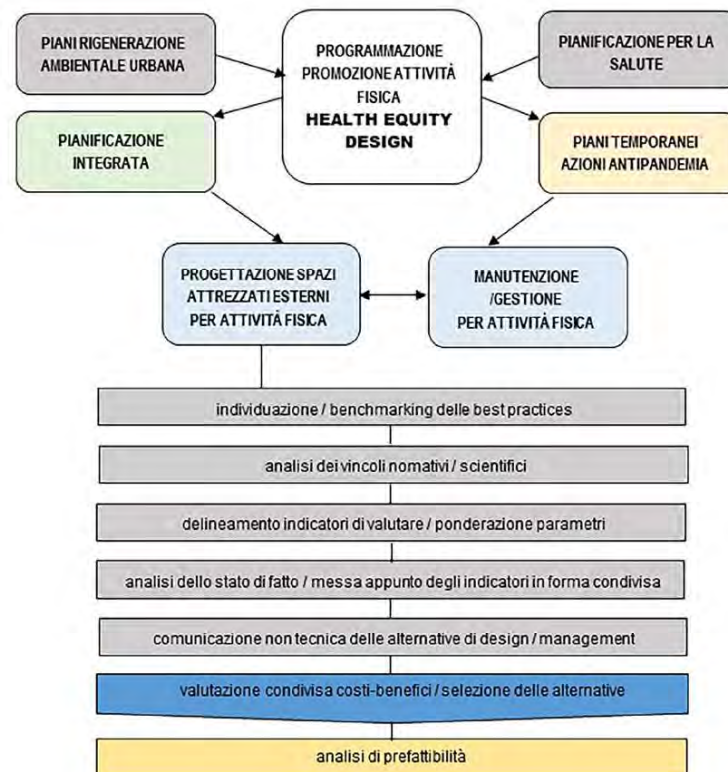 PIANI RIGENERAZIONE
AMBIENTALE URBANA
PROGRAMMAZIONE
PROMOZIONE ATTIVITÀ
FISICA
HEALTH EQUITY
DESIGN
PIANIFICAZIONE PER LA
SALUTE
PIANIFICAZIONE
INTEGRATA
PIANI TEMPORANEI
AZIONI ANTIPANDEMIA
PROGETTAZIONE SPAZI
ATTREZZATI ESTERNI
PER ATTIVITÀ FISICA
MANUTENZIONE
/GESTIONE
PER ATTIVITÀ FISICA
individuazione / benchmarking delle best practices
analisi dei vincoli normativi / scientifici
delineamento indicatori di valutare / ponderazione parametri
analisi dello stato di fatto / messa appunto degli indicatori in forma condivisa
comunicazione non tecnica delle alternative di design / management
valutazione condivisa costi-benefici / selezione delle alternative
analisi di prefattibilità